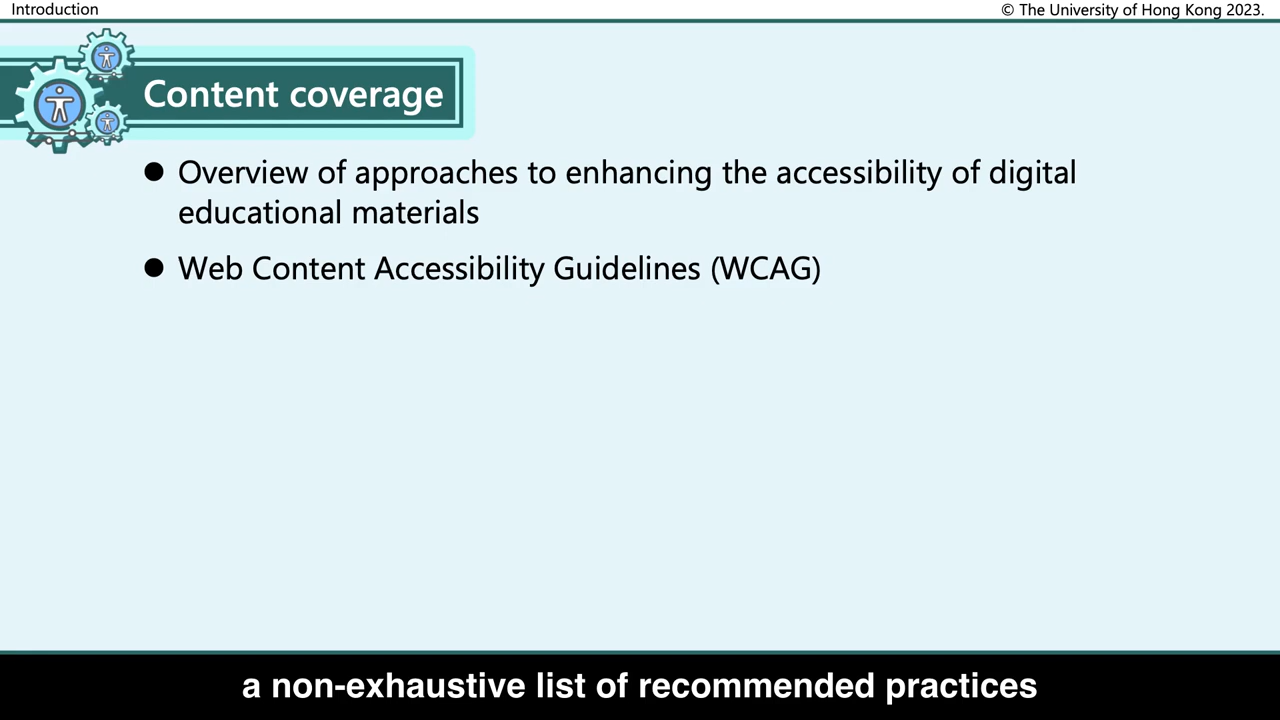 Introduction
© The University of Hong Kong 2023.
Content coverage
● Overview of approaches to enhancing the accessibility of digital
educational materials
● Web Content Accessibility Guidelines (WCAG)
a non-exhaustive list of recommended practices